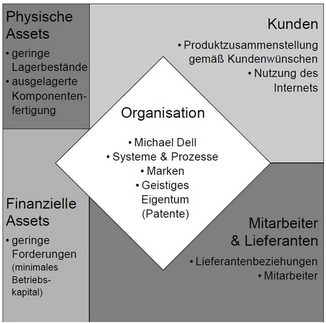 Physische
Assets
• geringe
Lagerbestände
• ausgelagerte
Komponenten-
fertigung
Kunden
• Produktzusammenstellung
gemäß Kundenwünschen
• Nutzung des
Internets
Organisation
• Michael Dell
• Systeme & Prozesse
• Marken
• Geistiges
Eigentum
(Patente)
Finanzielle
Assets
• geringe
Forderungen
(minimales
Betriebs-
kapital)
Mitarbeiter
& Lieferanten
• Lieferantenbeziehungen
• Mitarbeiter